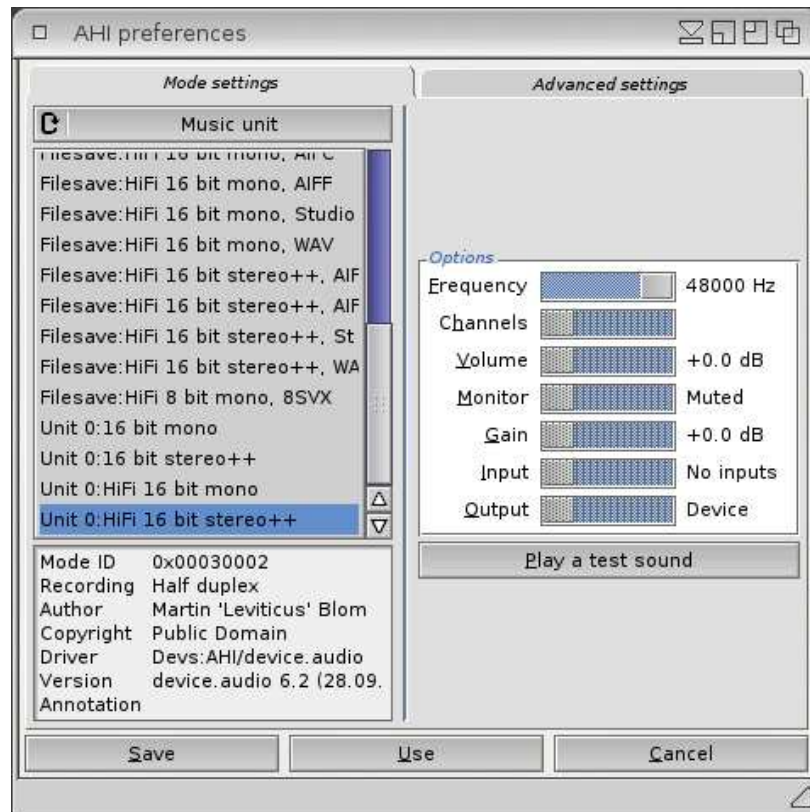 AHI preferences
Mode settings
Advanced settings
Music unit
Filesave:HiFi 16 bit mono, AIFC
Filesave:HiFi 16 bit mono, AIFF
Filesave:HiFi 16 bit mono, Studio
Filesave:HiFi 16 bit mono, WAV
Filesave:HiFi 16 bit stereo++, AIF
Filesave:HiFi 16 bit stereo++, AIF
Filesave:HiFi 16 bit stereo++, St
Filesave:HiFi 16 bit stereo++, WA
Filesave:HiFi 8 bit mono, 8SVX
Unit 0:16 bit mono
Unit 0:16 bit stereo++
Unit 0:HiFi 16 bit mono
Unit 0:HiFi 16 bit stereo++
Mode ID 0x00030002
Recording Half duplex
Author Martin 'Leviticus' Blom
Copyright Public Domain
Driver Devs:AHI/device.audio
Version device.audio 6.2 (28.09.
Annotation
Options
Frequency 48000 Hz
Channels
Volume +0.0 dB
Monitor Muted
Gain +0.0 dB
Input No inputs
Output Device
Play a test sound
Save
Use
Cancel